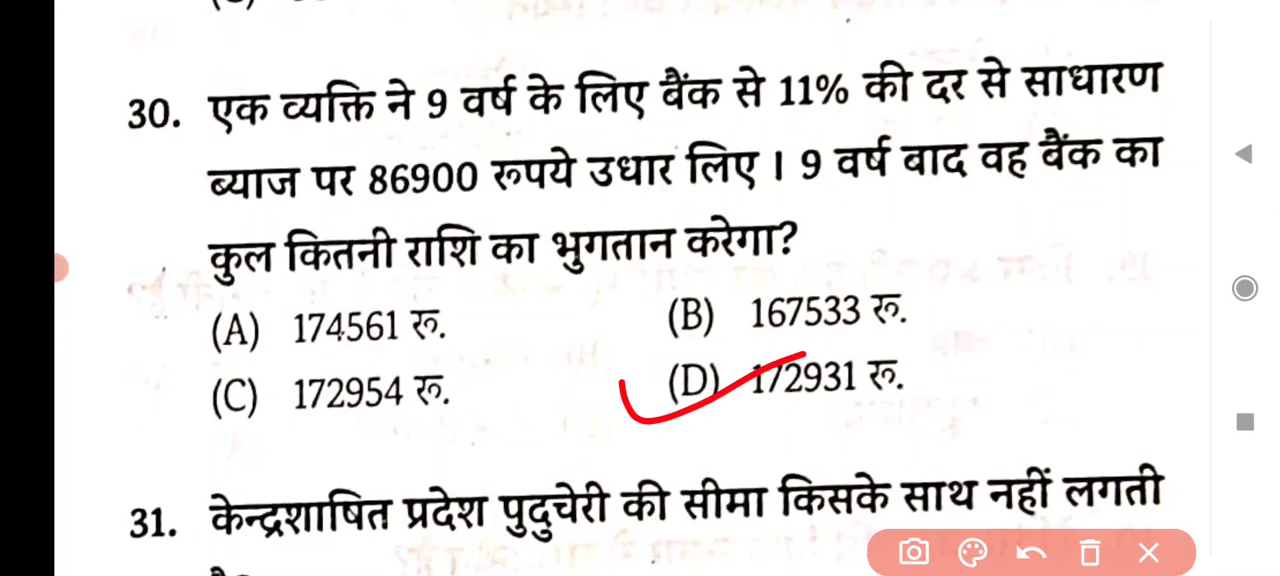 30. एक व्यक्ति ने 9 वर्ष के लिए बैंक से 11% की दर से साधारण
ब्याज पर 86900 रूपये उधार लिए । 9 वर्ष बाद वह बैंक का
कुल कितनी राशि का भुगतान करेगा?
(A) 174561 रू. (B) 167533 रू.
(C) 172954 रू. (D) 172931 रू.
31. केन्द्रशाषित प्रदेश पुदुचेरी की सीमा किसके साथ नहीं लगती